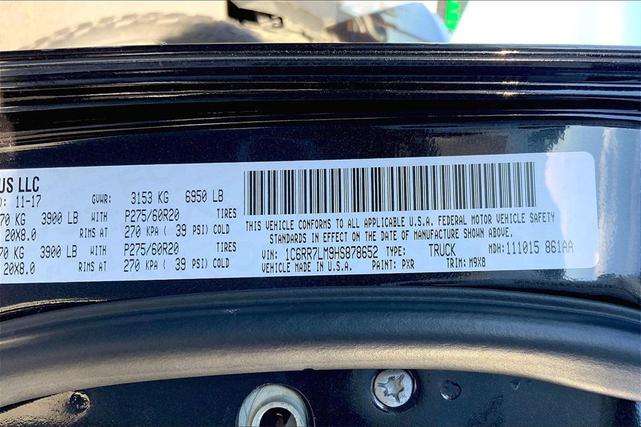 US LLC
11-17 GVWR: 3153 KG 6950 LB
70 KG 3900 LB WITH P275/60R20 TIRES
20X8.0 RIMS AT 270 KPA ( 39 PSI) COLD
70 KG 3900 LB WITH P275/60R20 TIRES
20X8.0 RIMS AT 270 KPA ( 39 PSI) COLD
THIS VEHICLE CONFORMS TO ALL APPLICABLE U.S.A. FEDERAL MOTOR VEHICLE SAFETY
STANDARDS IN EFFECT ON THE DATE OF MANUFACTURE SHOWN ABOVE.
VIN: 1C6RR7LM9HS878652 TYPE: TRUCK MDH: 111015 861AA
VEHICLE MADE IN U.S.A. PAINT: PXR TRIM: M9X8